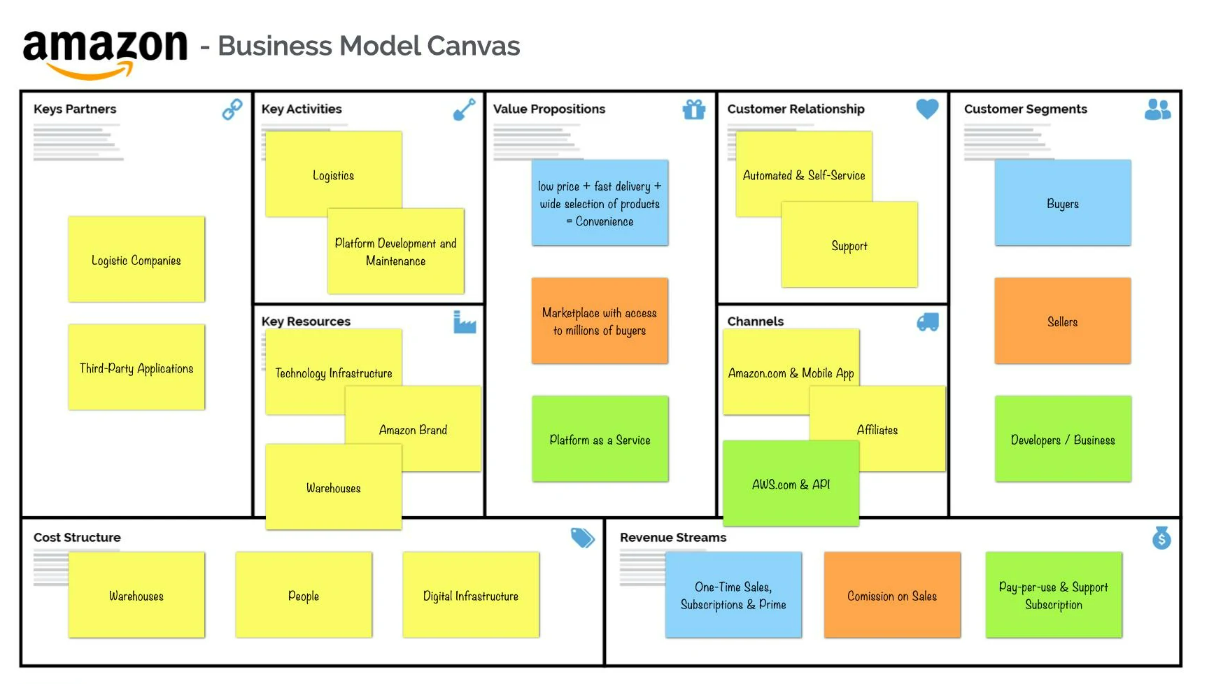 amazon - Business Model Canvas
Keys Partners
Logistic Companies
Third-Party Applications
Key Activities
Logistics
Platform Development and
Maintenance
Key Resources
Technology Infrastructure
Amazon Brand
Warehouses
Value Propositions
low price + fast delivery +
wide selection of products
= Convenience
Marketplace with access
to millions of buyers
Platform as a Service
Customer Relationship
Automated & Self-Service
Support
Channels
Amazon.com & Mobile App
Affiliates
AWS.com & API
Customer Segments
Buyers
Sellers
Developers / Business
Cost Structure
Warehouses
People
Digital Infrastructure
Revenue Streams
One-Time Sales,
Subscriptions & Prime
Comission on Sales
Pay-per-use & Support
Subscription
$